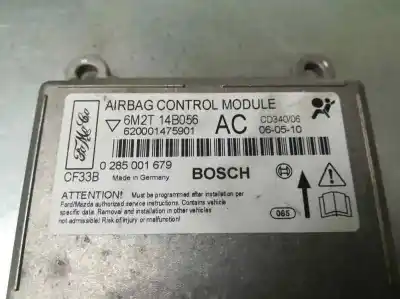 AIRBAG CONTROL MODULE
6M2T 14B056 AC CD340/06
620001475901 06-05-10
FoMoCo
0 285 001 679 BOSCH
CF33B Made in Germany
ATTENTION! Must be programmed after installation per
Ford/Mazda authorized service instructions. Contains vehicle
specific data. Removal and installation in other vehicles
not admissible! Risk of injury or malfunction!
065